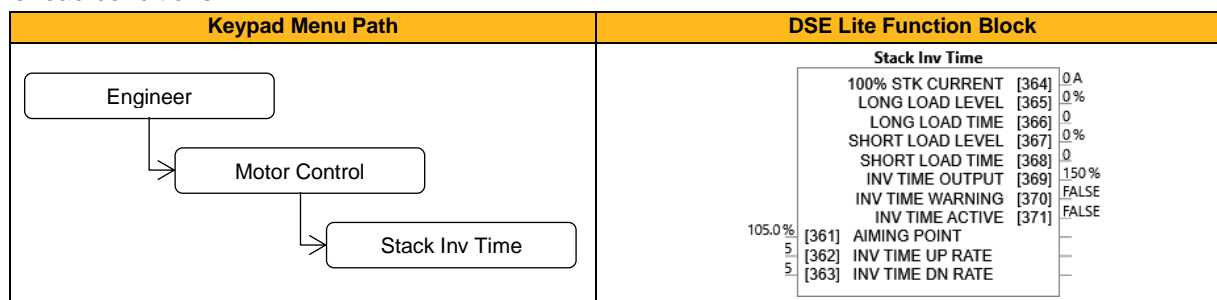 Keypad Menu Path
DSE Lite Function Block
Engineer
Motor Control
Stack Inv Time
Stack Inv Time
100% STK CURRENT [364] 0 A
LONG LOAD LEVEL [365] 0 %
LONG LOAD TIME [366] 0
SHORT LOAD LEVEL [367] 0 %
SHORT LOAD TIME [368] 0
INV TIME OUTPUT [369] 150 %
INV TIME WARNING [370] FALSE
INV TIME ACTIVE [371] FALSE
105.0 % [361] AIMING POINT
5 [362] INV TIME UP RATE
5 [363] INV TIME DN RATE